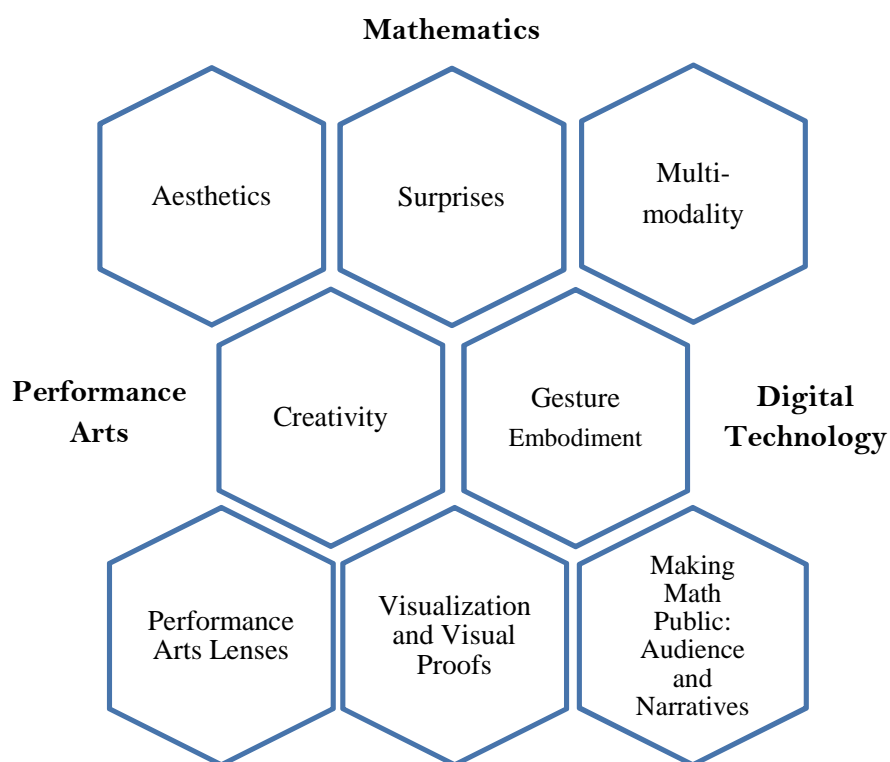 Mathematics
Aesthetics
Surprises
Multi-
modality
Performance
Arts
Creativity
Gesture
Embodiment
Digital
Technology
Performance
Arts Lenses
Visualization
and Visual
Proofs
Making
Math
Public:
Audience
and
Narratives